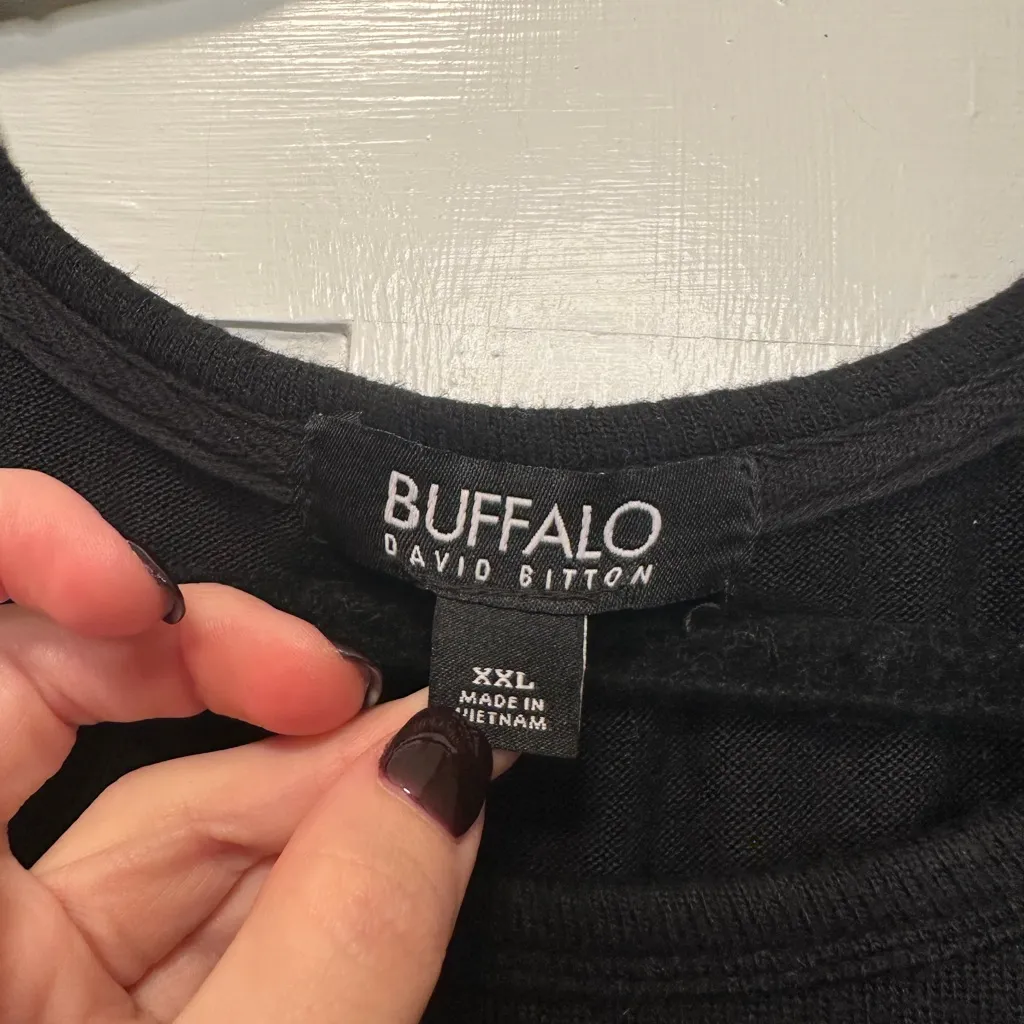 BUFFALO
DAVID BITTON
XXL
MADE IN
VIETNAM